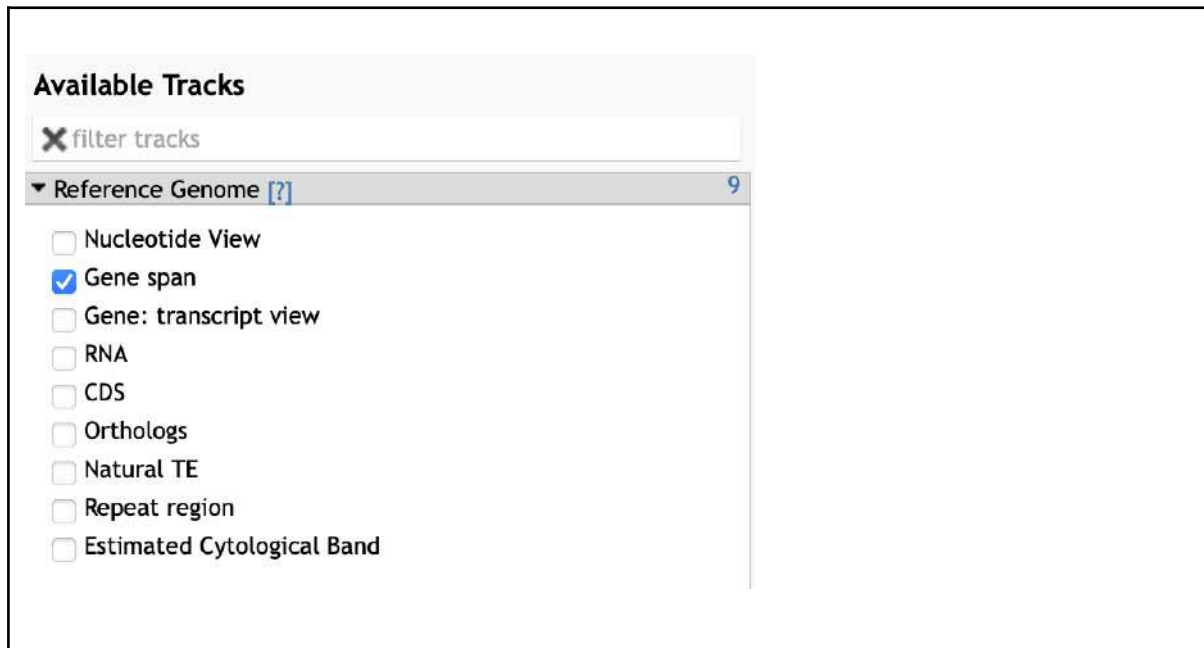 Available Tracks
filter tracks
Reference Genome [?] 9
Nucleotide View
Gene span
Gene: transcript view
RNA
CDS
Orthologs
Natural TE
Repeat region
Estimated Cytological Band